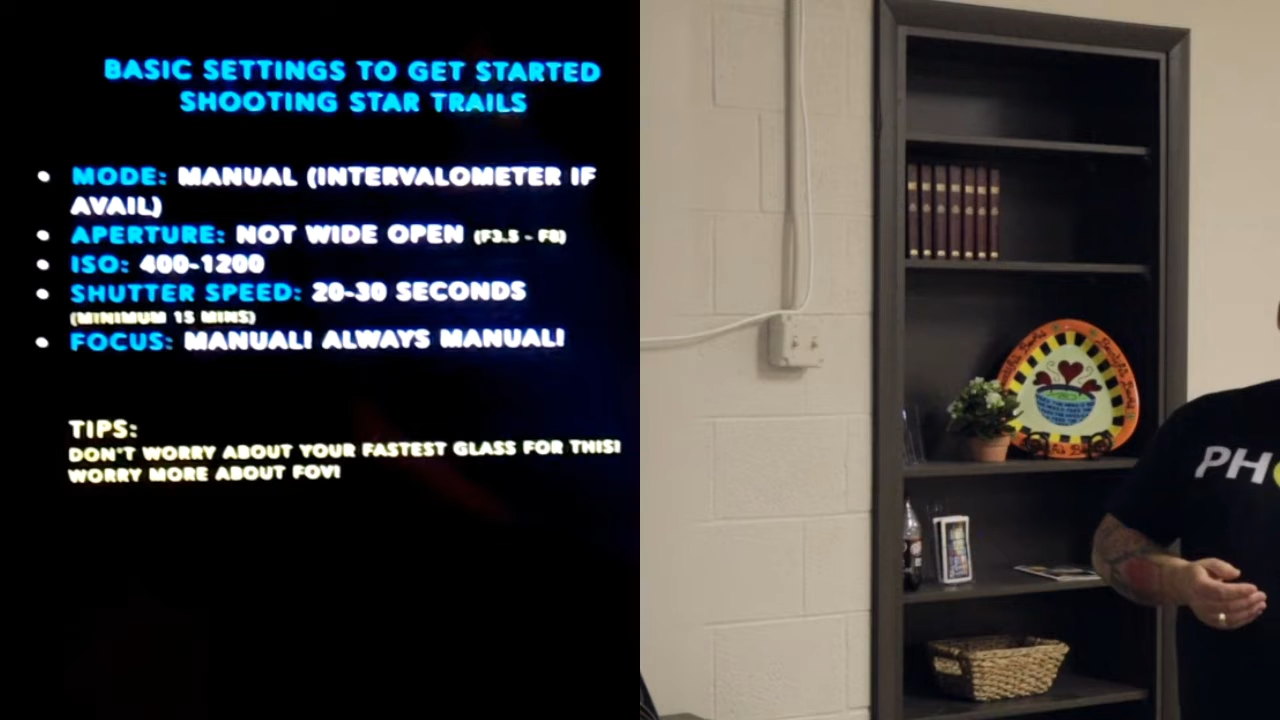 BASIC SETTINGS TO GET STARTED
SHOOTING STAR TRAILS
• MODE: MANUAL (INTERVALOMETER IF
AVAIL)
• APERTURE: NOT WIDE OPEN (F3.5 - F8)
• ISO: 400-1200
• SHUTTER SPEED: 20-30 SECONDS
(MINIMUM 15 MINS)
• FOCUS: MANUAL! ALWAYS MANUAL!
TIPS:
DON'T WORRY ABOUT YOUR FASTEST GLASS FOR THIS!
WORRY MORE ABOUT FOV!
PH